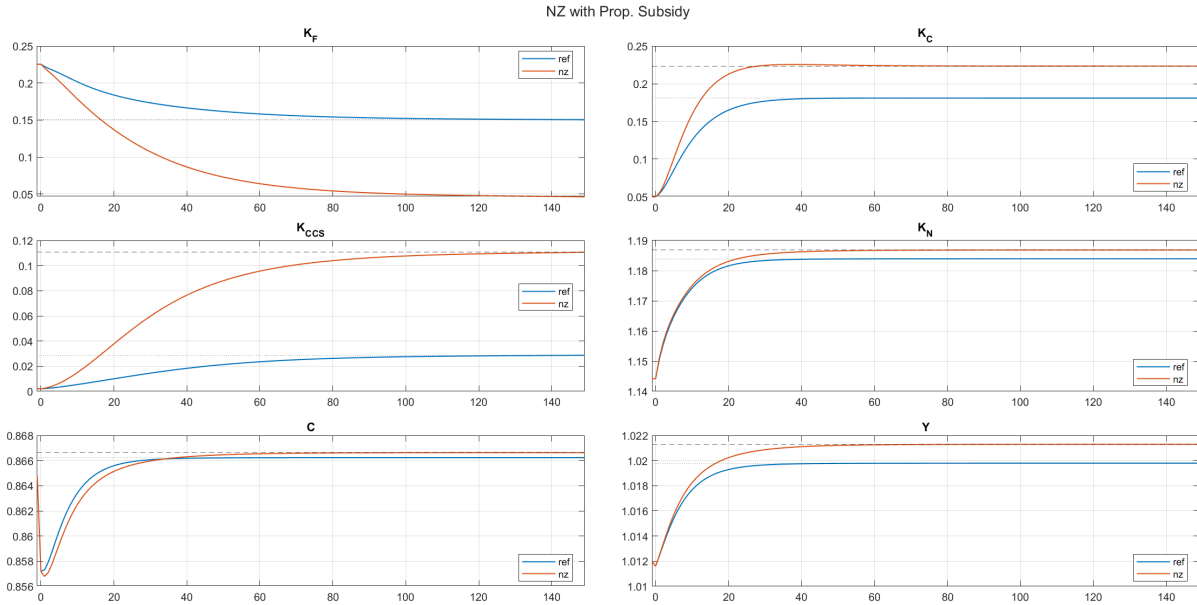 NZ with Prop. Subsidy
K_F
0.25
0.2
0.15
0.1
0.05
0 20 40 60 80 100 120 140
ref
nz
K_C
0.25
0.2
0.15
0.1
0.05
0 20 40 60 80 100 120 140
ref
nz
K_CCS
0.12
0.1
0.08
0.06
0.04
0.02
0
0 20 40 60 80 100 120 140
ref
nz
K_N
1.19
1.18
1.17
1.16
1.15
1.14
0 20 40 60 80 100 120 140
ref
nz
C
0.868
0.866
0.864
0.862
0.86
0.858
0.856
0 20 40 60 80 100 120 140
ref
nz
Y
1.022
1.02
1.018
1.016
1.014
1.012
1.01
0 20 40 60 80 100 120 140
ref
nz